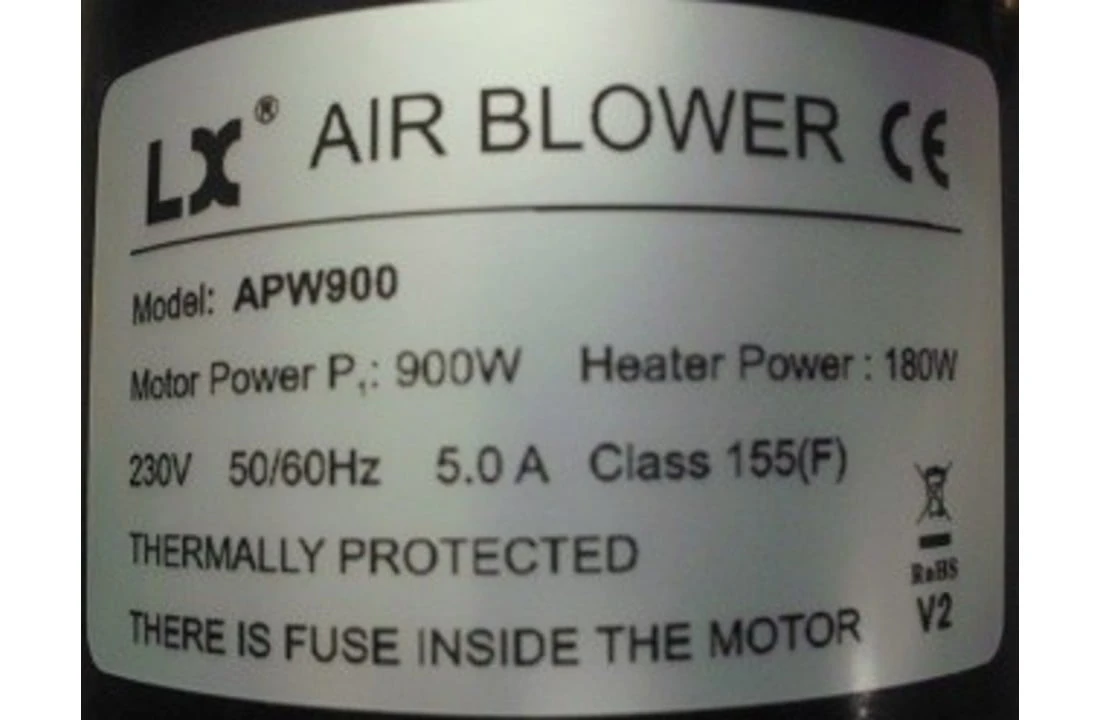 LX® AIR BLOWER CE
Model: APW900
Motor Power P₁: 900W Heater Power : 180W
230V 50/60Hz 5.0 A Class 155(F)
THERMALLY PROTECTED
RoHS
THERE IS FUSE INSIDE THE MOTOR V2